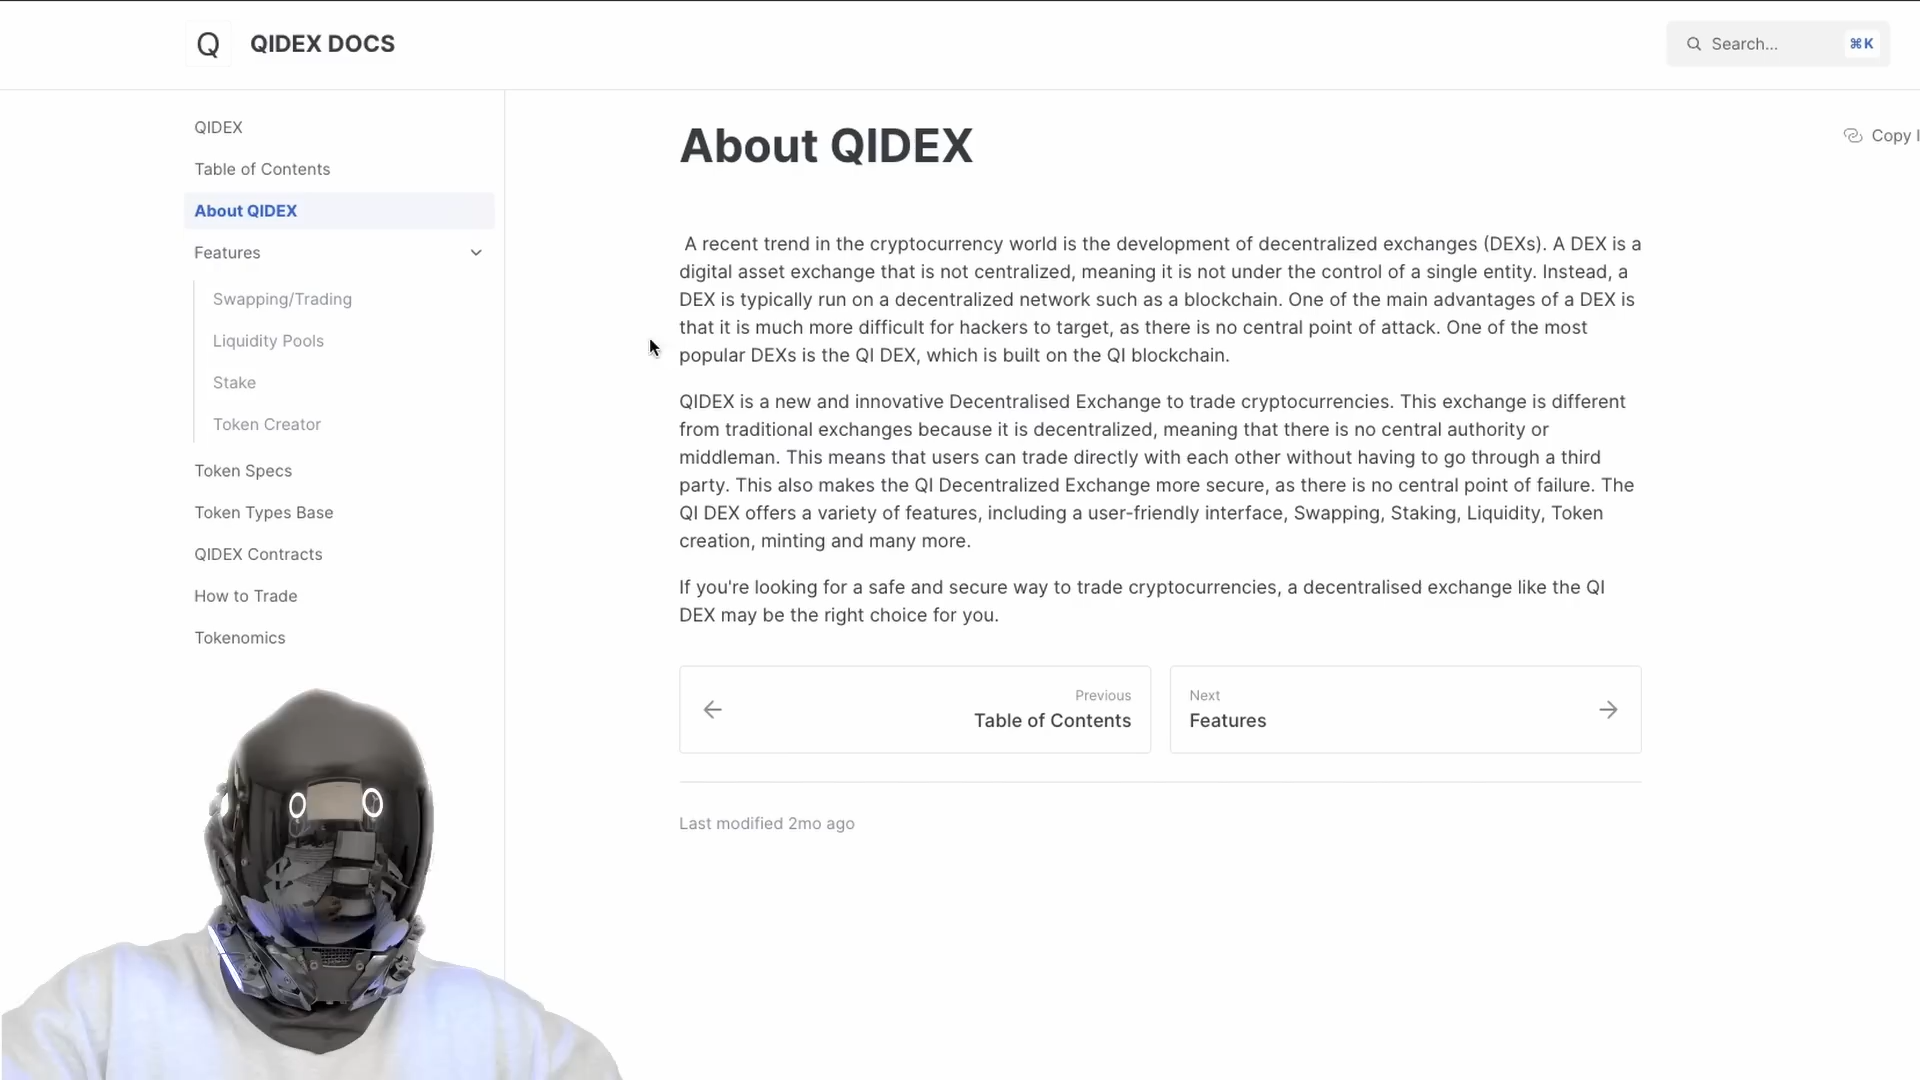 Q QIDEX DOCS
Search... ⌘K
QIDEX
Table of Contents
About QIDEX
Features
Swapping/Trading
Liquidity Pools
Stake
Token Creator
Token Specs
Token Types Base
QIDEX Contracts
How to Trade
Tokenomics
About QIDEX
Copy l
A recent trend in the cryptocurrency world is the development of decentralized exchanges (DEXs). A DEX is a
digital asset exchange that is not centralized, meaning it is not under the control of a single entity. Instead, a
DEX is typically run on a decentralized network such as a blockchain. One of the main advantages of a DEX is
that it is much more difficult for hackers to target, as there is no central point of attack. One of the most
popular DEXs is the QI DEX, which is built on the QI blockchain.
QIDEX is a new and innovative Decentralised Exchange to trade cryptocurrencies. This exchange is different
from traditional exchanges because it is decentralized, meaning that there is no central authority or
middleman. This means that users can trade directly with each other without having to go through a third
party. This also makes the QI Decentralized Exchange more secure, as there is no central point of failure. The
QI DEX offers a variety of features, including a user-friendly interface, Swapping, Staking, Liquidity, Token
creation, minting and many more.
If you're looking for a safe and secure way to trade cryptocurrencies, a decentralised exchange like the QI
DEX may be the right choice for you.
Previous
Table of Contents
Next
Features
Last modified 2mo ago